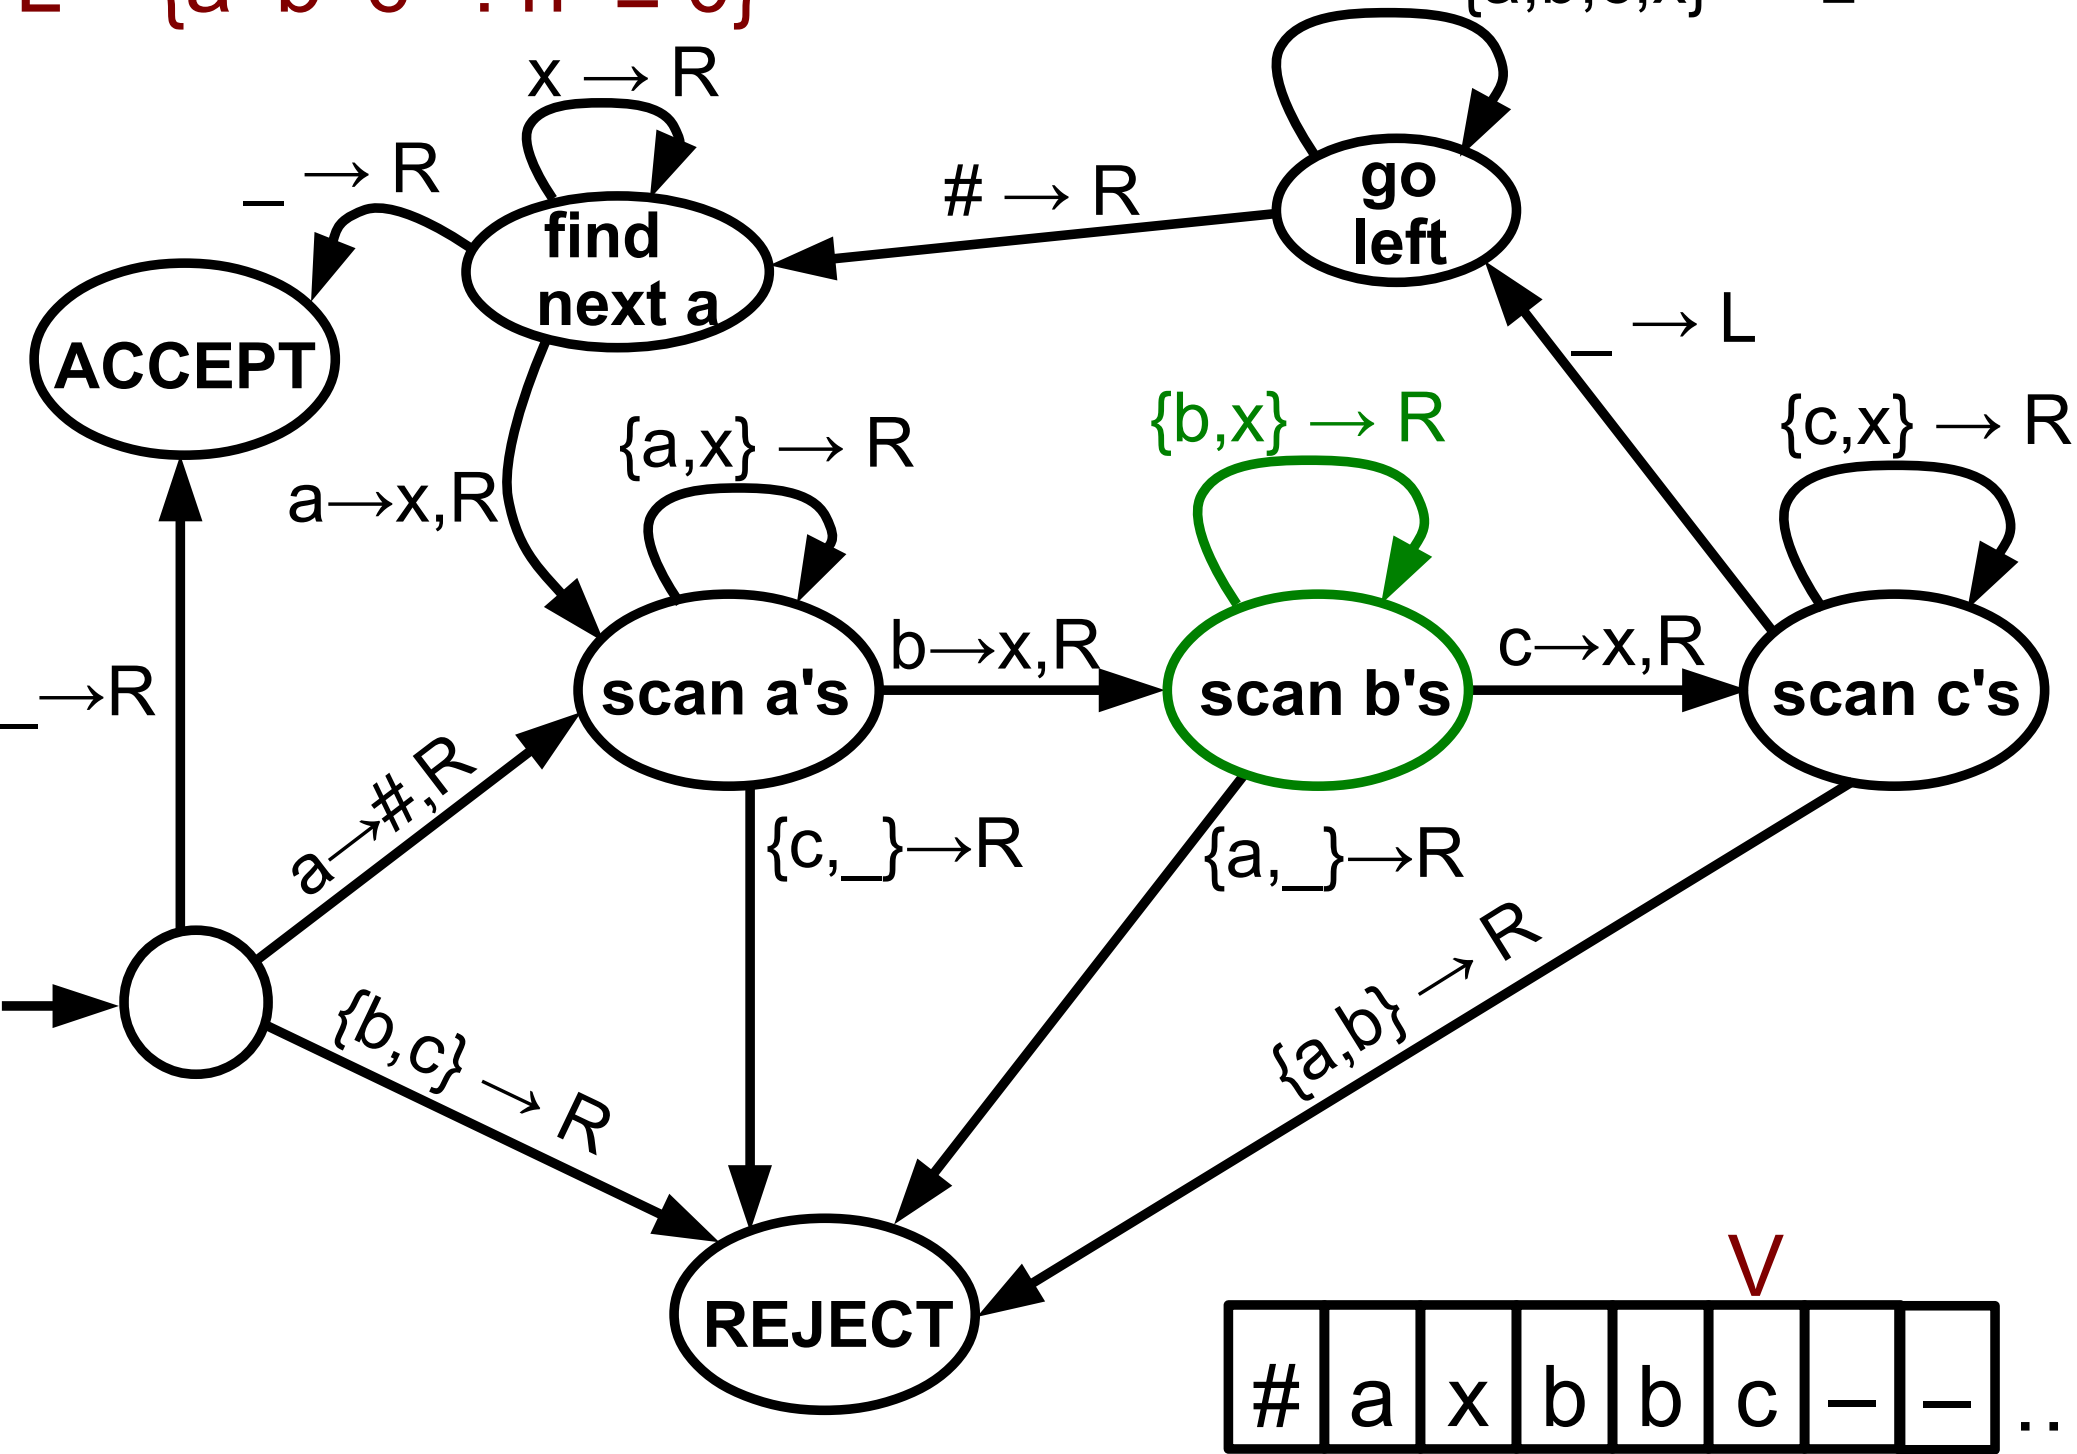 x → R
_ → R
# → R
find
next a
go
left
ACCEPT
_ → L
{a,x} → R
{b,x} → R
{c,x} → R
a→x,R
scan a's
b→x,R
scan b's
c→x,R
scan c's
_→R
a→#,R
{c,_}→R
{a,_}→R
{b,c} → R
{a,b} → R
REJECT
V
# a x b b c _ _ ..